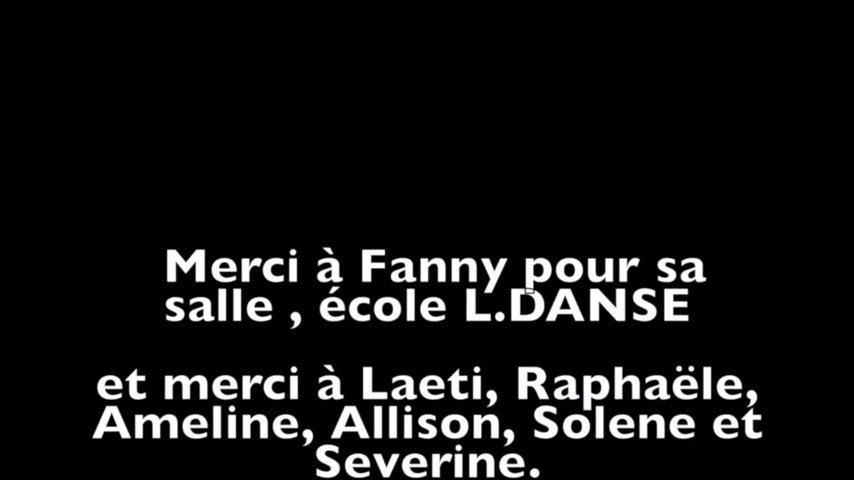 Merci à Fanny pour sa
salle , école L.DANSE
et merci à Laeti, Raphaële,
Ameline, Allison, Solene et
Severine.